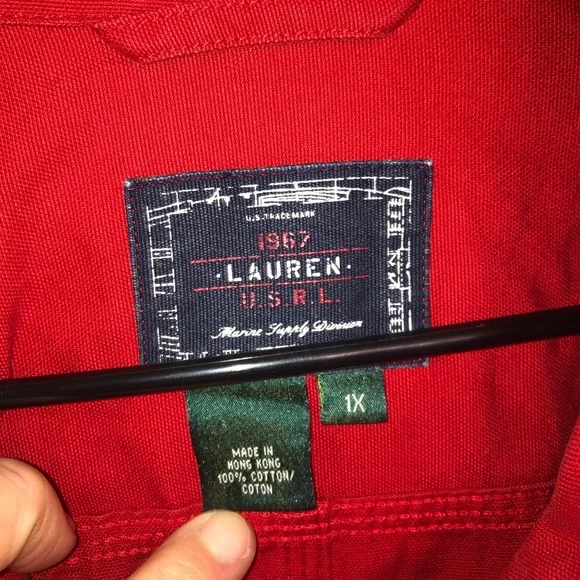 U.S. TRADEMARK
1967
·LAUREN·
U.S.R.L.
Marine Supply Division
1X
MADE IN
HONG KONG
100% COTTON/
COTON